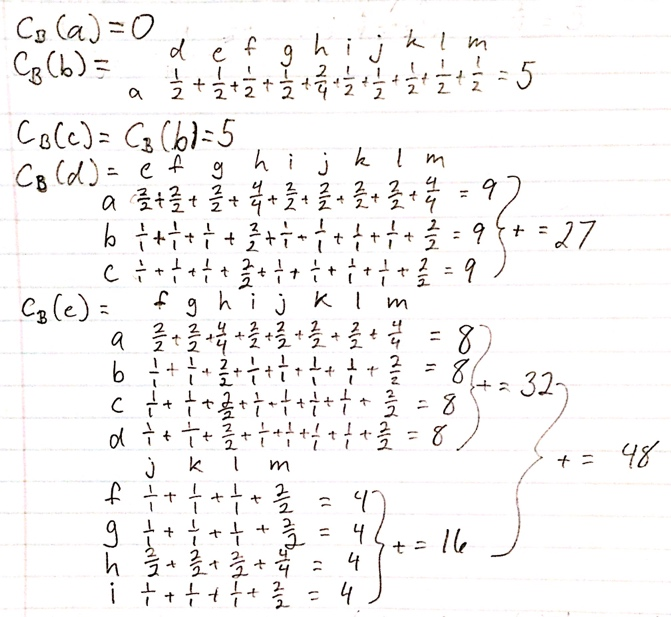 C_B(a)=0
d e f g h i j k l m
C_B(b)=
a 1/2+1/2+1/2+1/2+2/4+1/2+1/2+1/2+1/2+1/2 = 5
C_B(c)= C_B(b)=5
C_B(d)= e f g h i j k l m
a 2/2+2/2+2/2+4/4+2/2+2/2+2/2+2/2+4/4 = 9
b 1/1+1/1+1/1+2/2+1/1+1/1+1/1+1/1+2/2 = 9 } + = 27
c 1/1+1/1+1/1+2/2+1/1+1/1+1/1+1/1+2/2 = 9
C_B(e)= f g h i j k l m
a 2/2+2/2+4/4+2/2+2/2+2/2+2/2+4/4 = 8
b 1/1+1/1+2/2+1/1+1/1+1/1+1/1+2/2 = 8
c 1/1+1/1+2/2+1/1+1/1+1/1+1/1+2/2 = 8 } + = 32
d 1/1+1/1+2/2+1/1+1/1+1/1+1/1+2/2 = 8
j k l m } + = 48
f 1/1+1/1+1/1+2/2 = 4
g 1/1+1/1+1/1+2/2 = 4
h 2/2+2/2+2/2+4/4 = 4 } + = 16
i 1/1+1/1+1/1+2/2 = 4